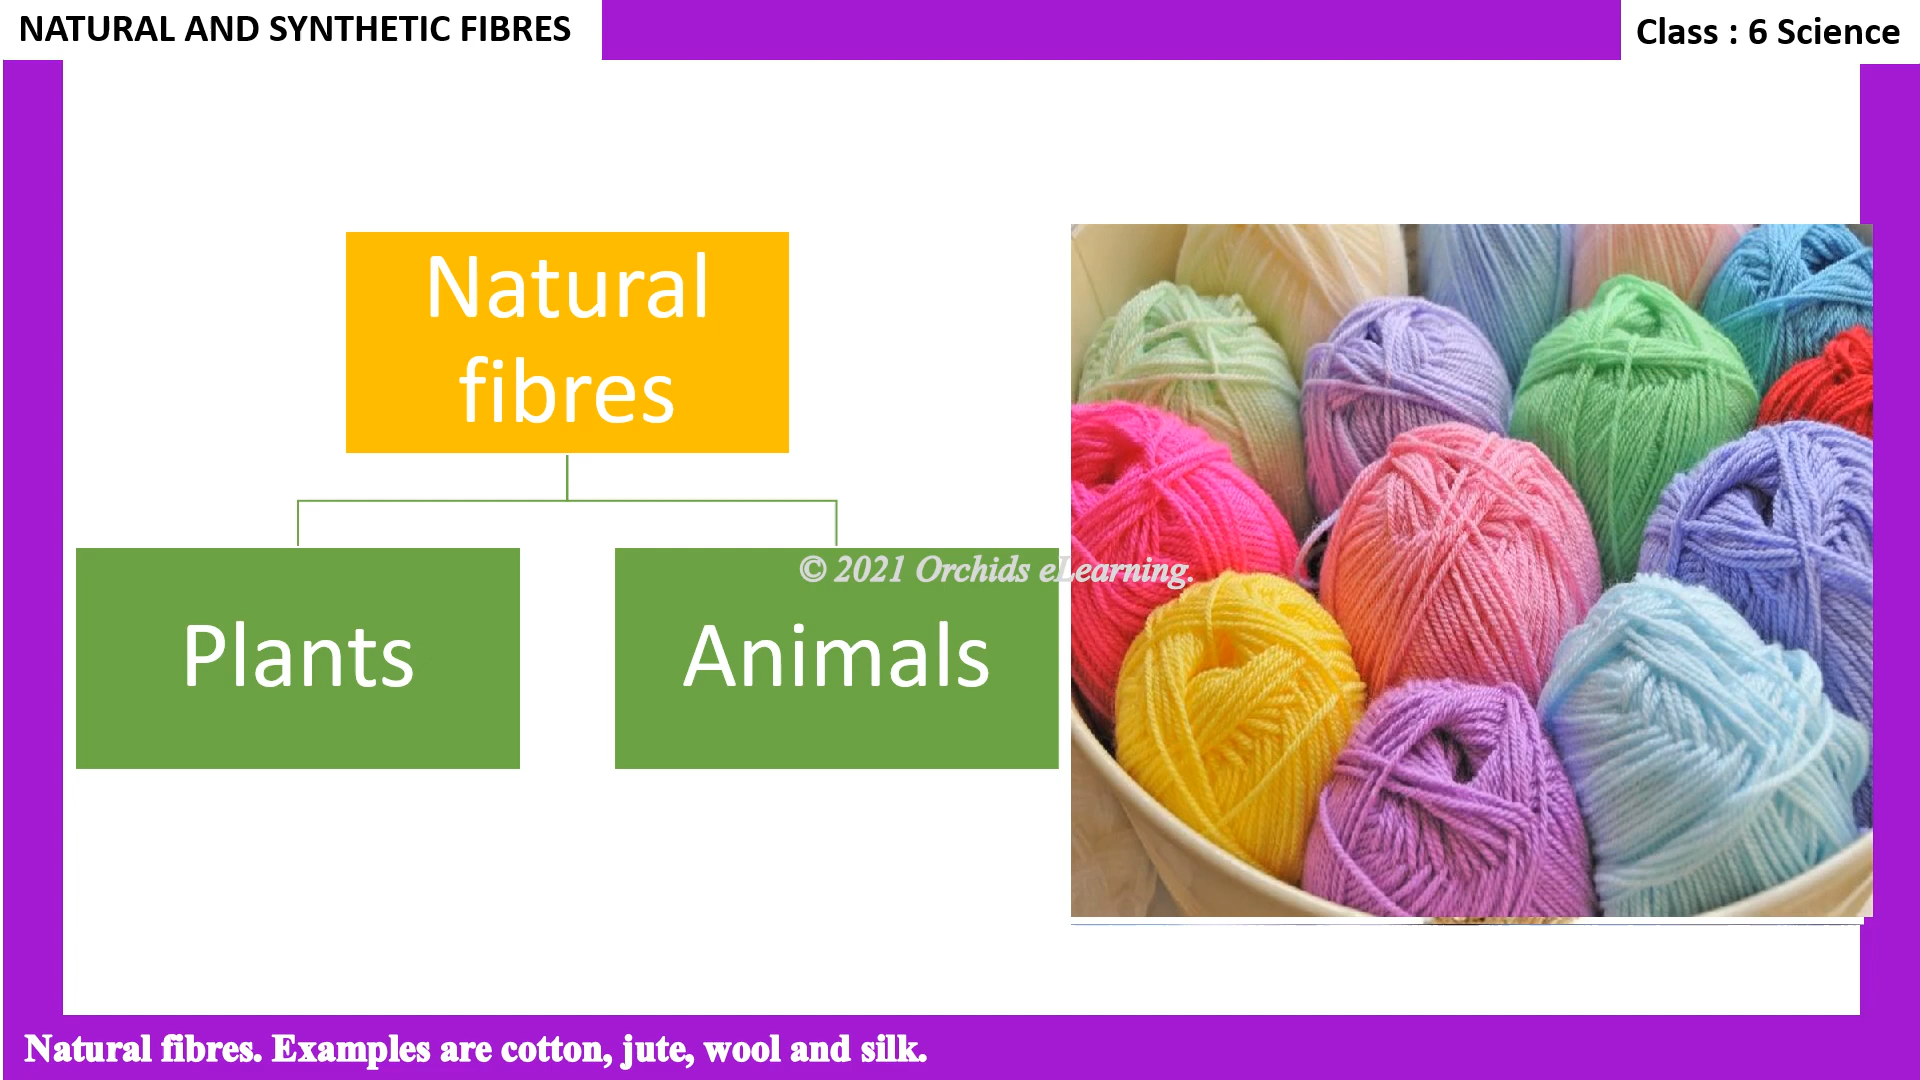 NATURAL AND SYNTHETIC FIBRES
Class : 6 Science
Natural
fibres
Plants
Animals
© 2021 Orchids eLearning.
Natural fibres. Examples are cotton, jute, wool and silk.